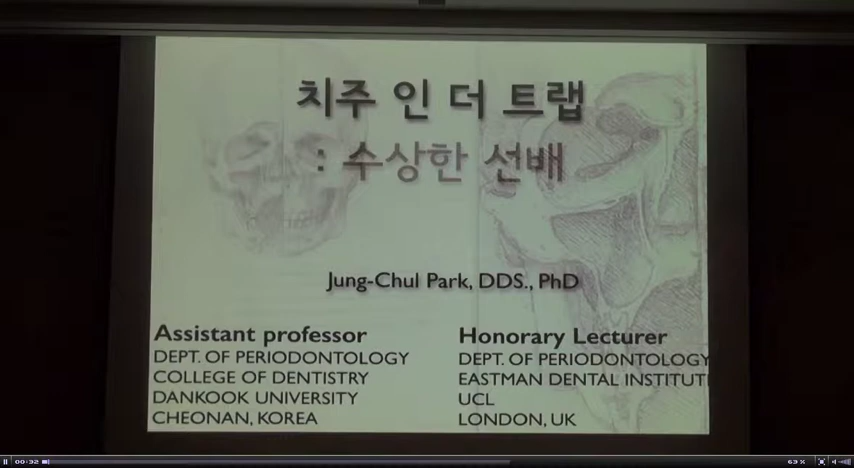 치주 인 더 트랩
: 수상한 선배
Jung-Chul Park, DDS., PhD
Assistant professor
DEPT. OF PERIODONTOLOGY
COLLEGE OF DENTISTRY
DANKOOK UNIVERSITY
CHEONAN, KOREA
Honorary Lecturer
DEPT. OF PERIODONTOLOGY
EASTMAN DENTAL INSTITUT
UCL
LONDON, UK
00:32
63 %